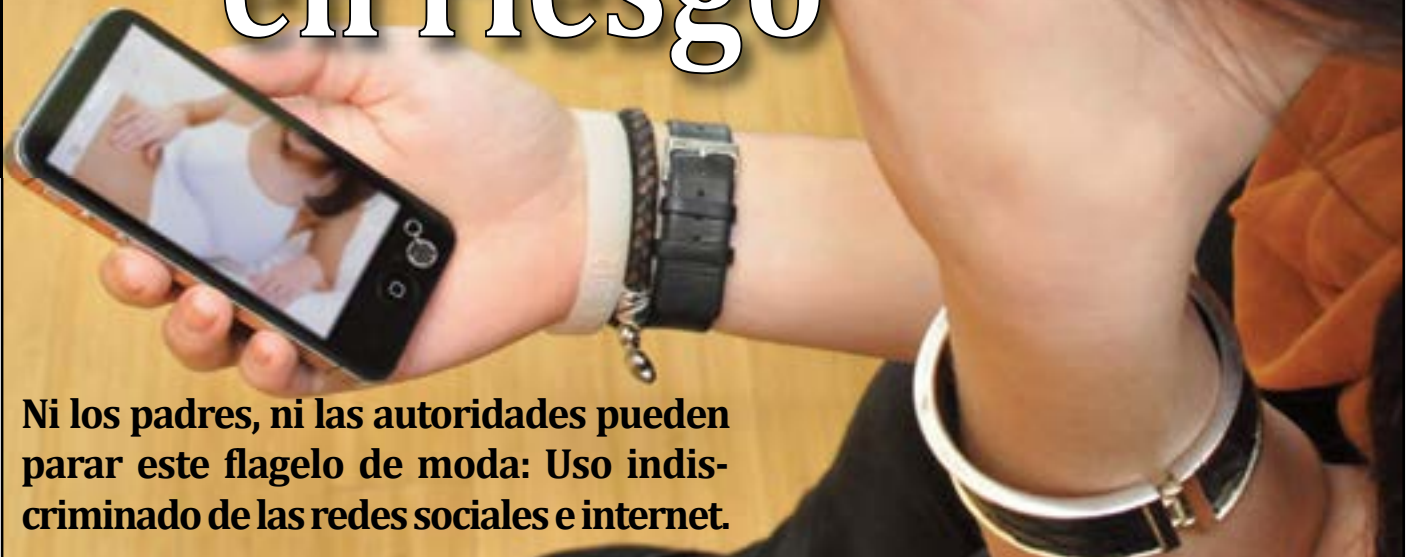 en riesgo
Ni los padres, ni las autoridades pueden
parar este flagelo de moda: Uso indis-
criminado de las redes sociales e internet.